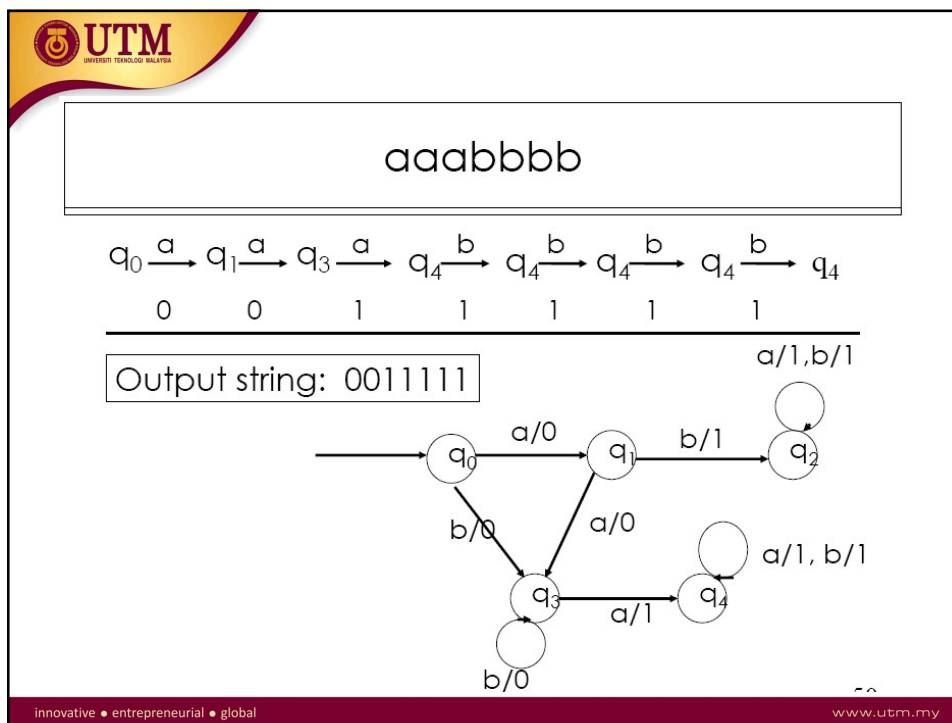 UTM
UNIVERSITI TEKNOLOGI MALAYSIA
aaabbbb
a a a b b b b
q₀ q₁ q₃ q₄ q₄ q₄ q₄ q₄
0 0 1 1 1 1 1
Output string: 0011111
a/1,b/1
a/0
b/1
q₀ q₁ q₂
b/0
a/0
a/1, b/1
q₃ q₄
a/1
b/0
innovative ● entrepreneurial ● global
www.utm.my